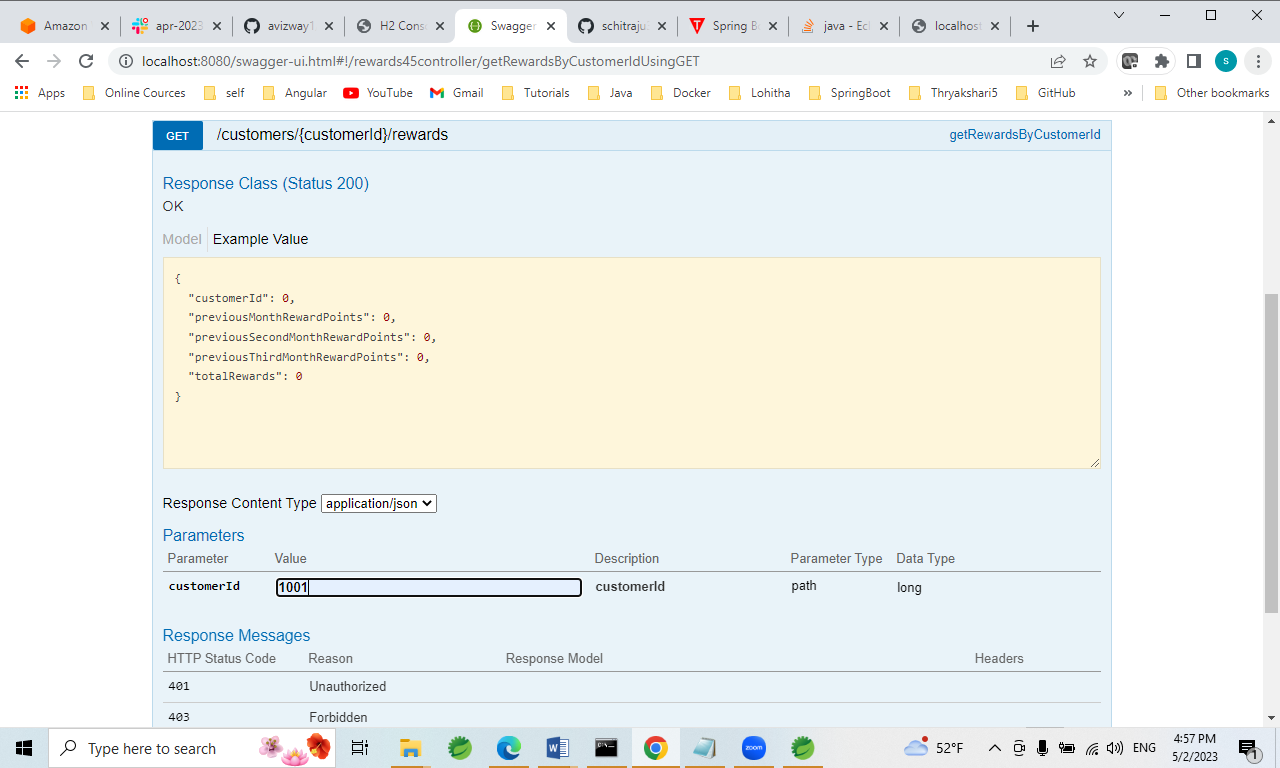 Amazon
apr-2023
avizway1
H2 Cons
Swagger
schitraju
Spring B
java - Ecl
localhost
localhost:8080/swagger-ui.html#!/rewards45controller/getRewardsByCustomerIdUsingGET
S
Apps
Online Cources
self
Angular
YouTube
Gmail
Tutorials
Java
Docker
Lohitha
SpringBoot
Thryakshari5
GitHub
»
Other bookmarks
GET /customers/{customerId}/rewards getRewardsByCustomerId
Response Class (Status 200)
OK
Model Example Value
{
"customerId": 0,
"previousMonthRewardPoints": 0,
"previousSecondMonthRewardPoints": 0,
"previousThirdMonthRewardPoints": 0,
"totalRewards": 0
}
Response Content Type application/json
Parameters
Parameter Value Description Parameter Type Data Type
customerId 1001 customerId path long
Response Messages
HTTP Status Code Reason Response Model Headers
401 Unauthorized
403 Forbidden
Type here to search
zoom
52°F
ENG
4:57 PM
5/2/2023
1